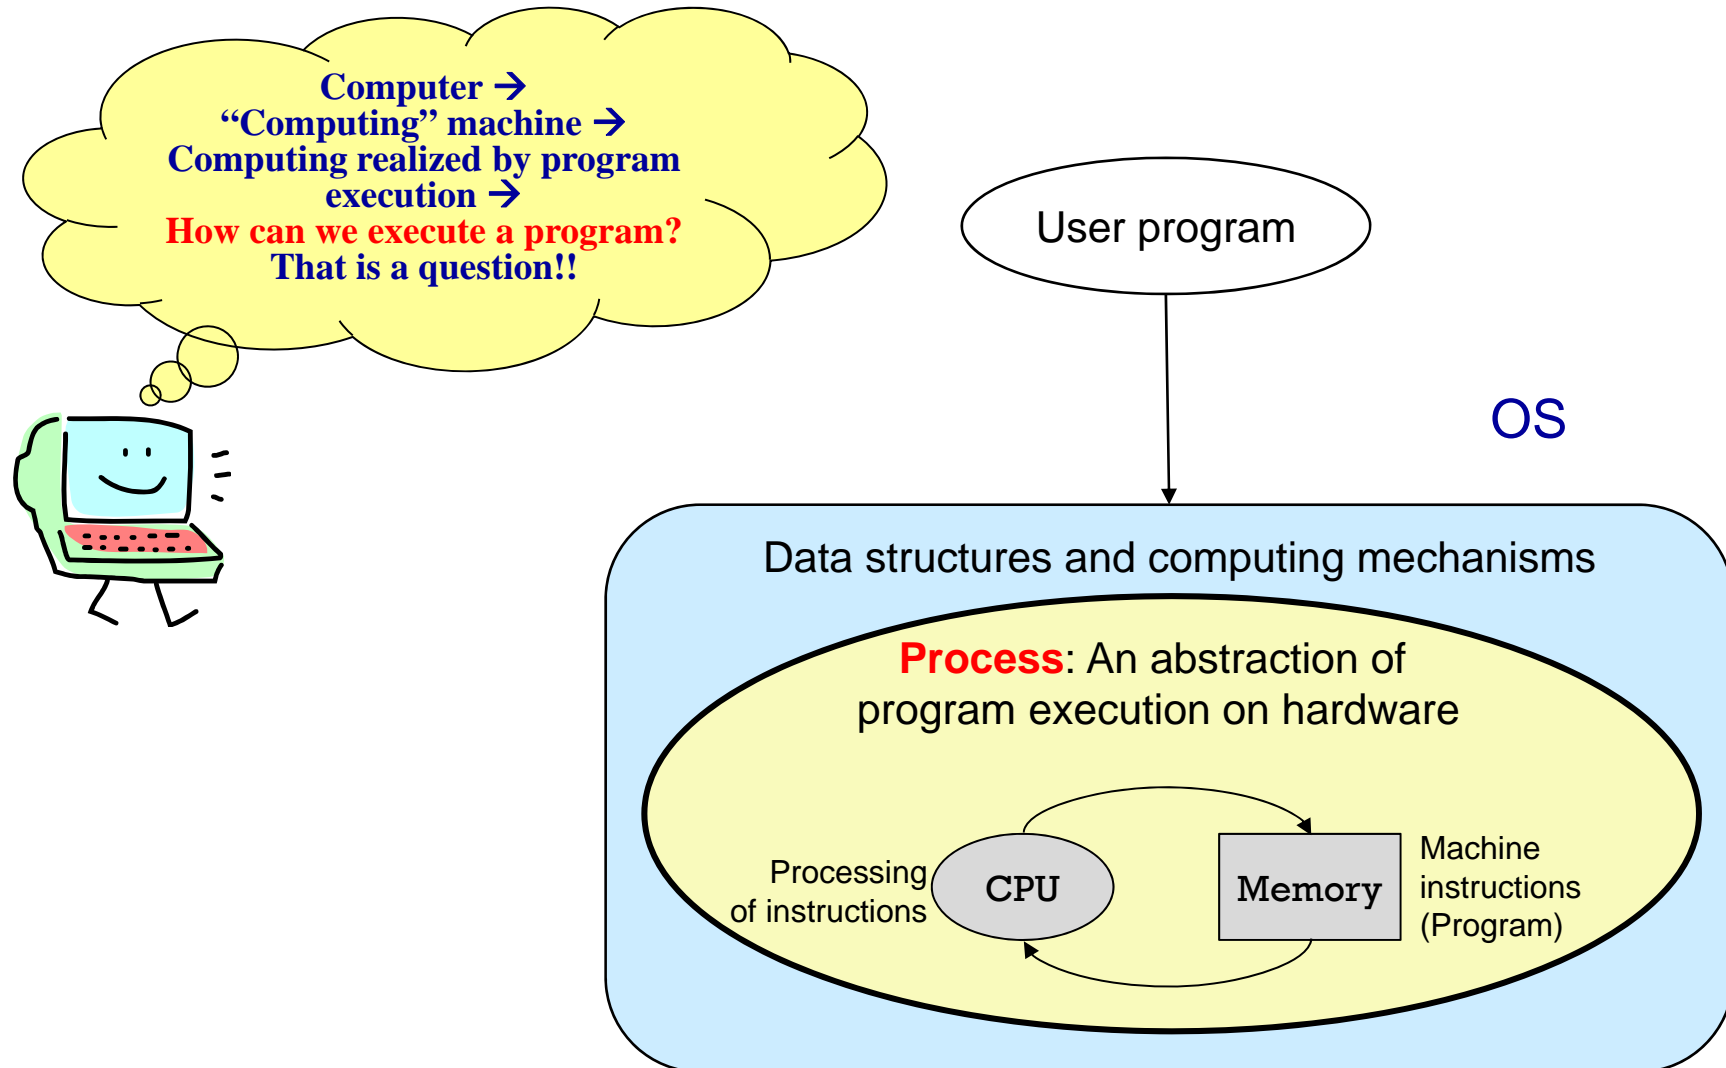 Computer →
“Computing” machine →
Computing realized by program
execution →
How can we execute a program?
That is a question!!
User program
OS
Data structures and computing mechanisms
Process: An abstraction of
program execution on hardware
Processing
of instructions
CPU
Memory
Machine
instructions
(Program)